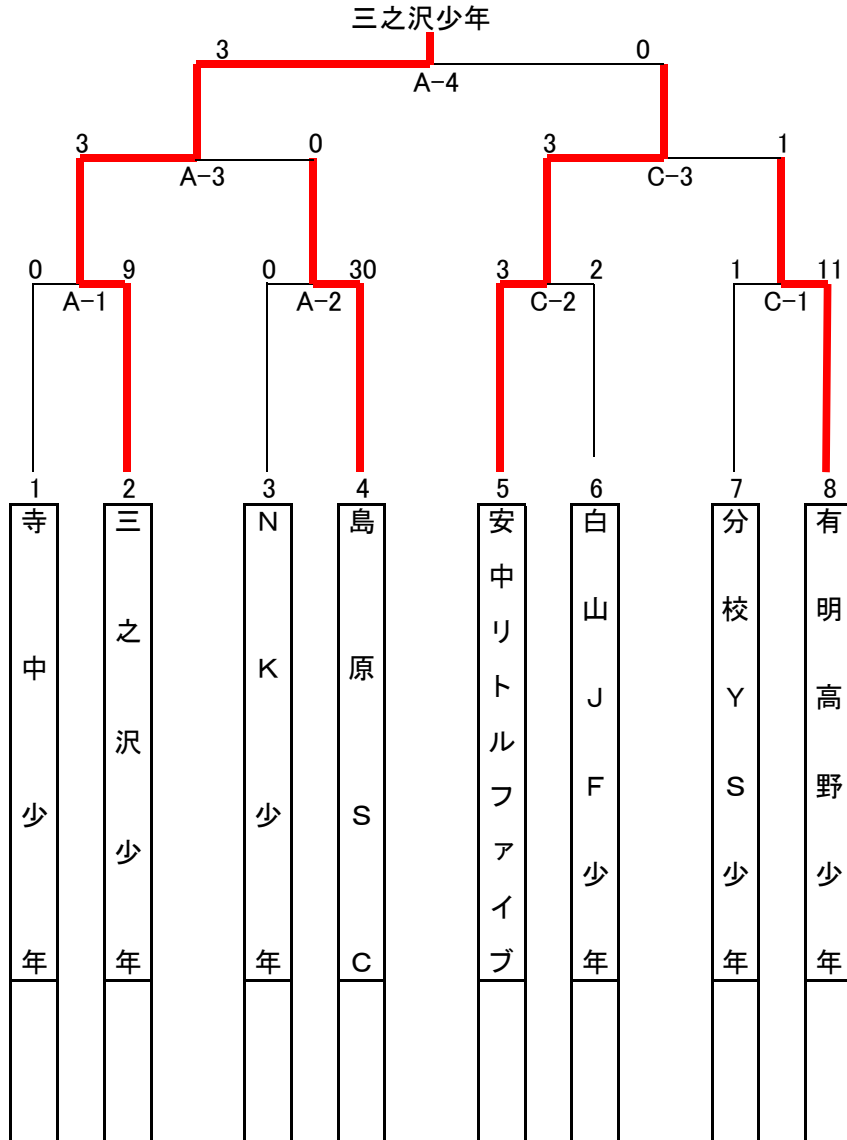 三之沢少年
3 0
A-4
3 0 3 1
A-3 C-3
0 9 0 30 3 2 1 11
A-1 A-2 C-2 C-1
1 2 3 4 5 6 7 8
寺中少年
三之沢少年
NK少年
島原SC
安中リトルファイブ
白山JF少年
分校YS少年
有明高野少年